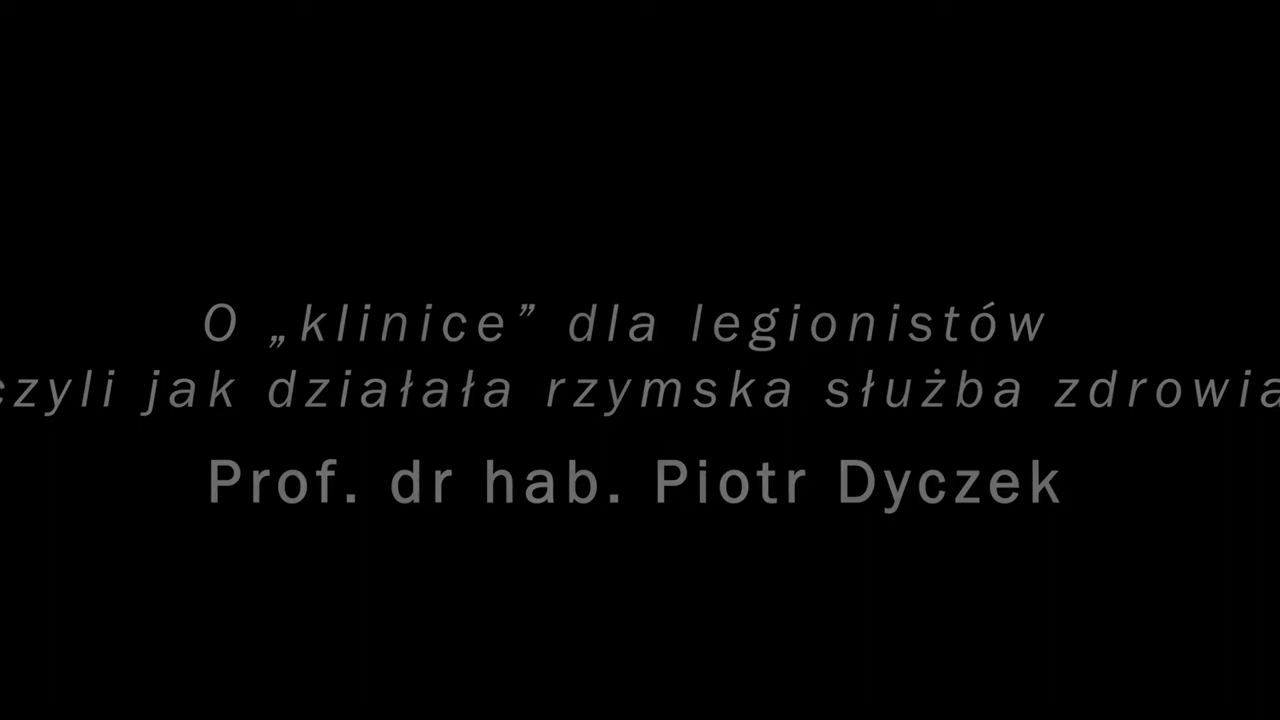 O „klinice” dla legionistów
czyli jak działała rzymska służba zdrowia
Prof. dr hab. Piotr Dyczek